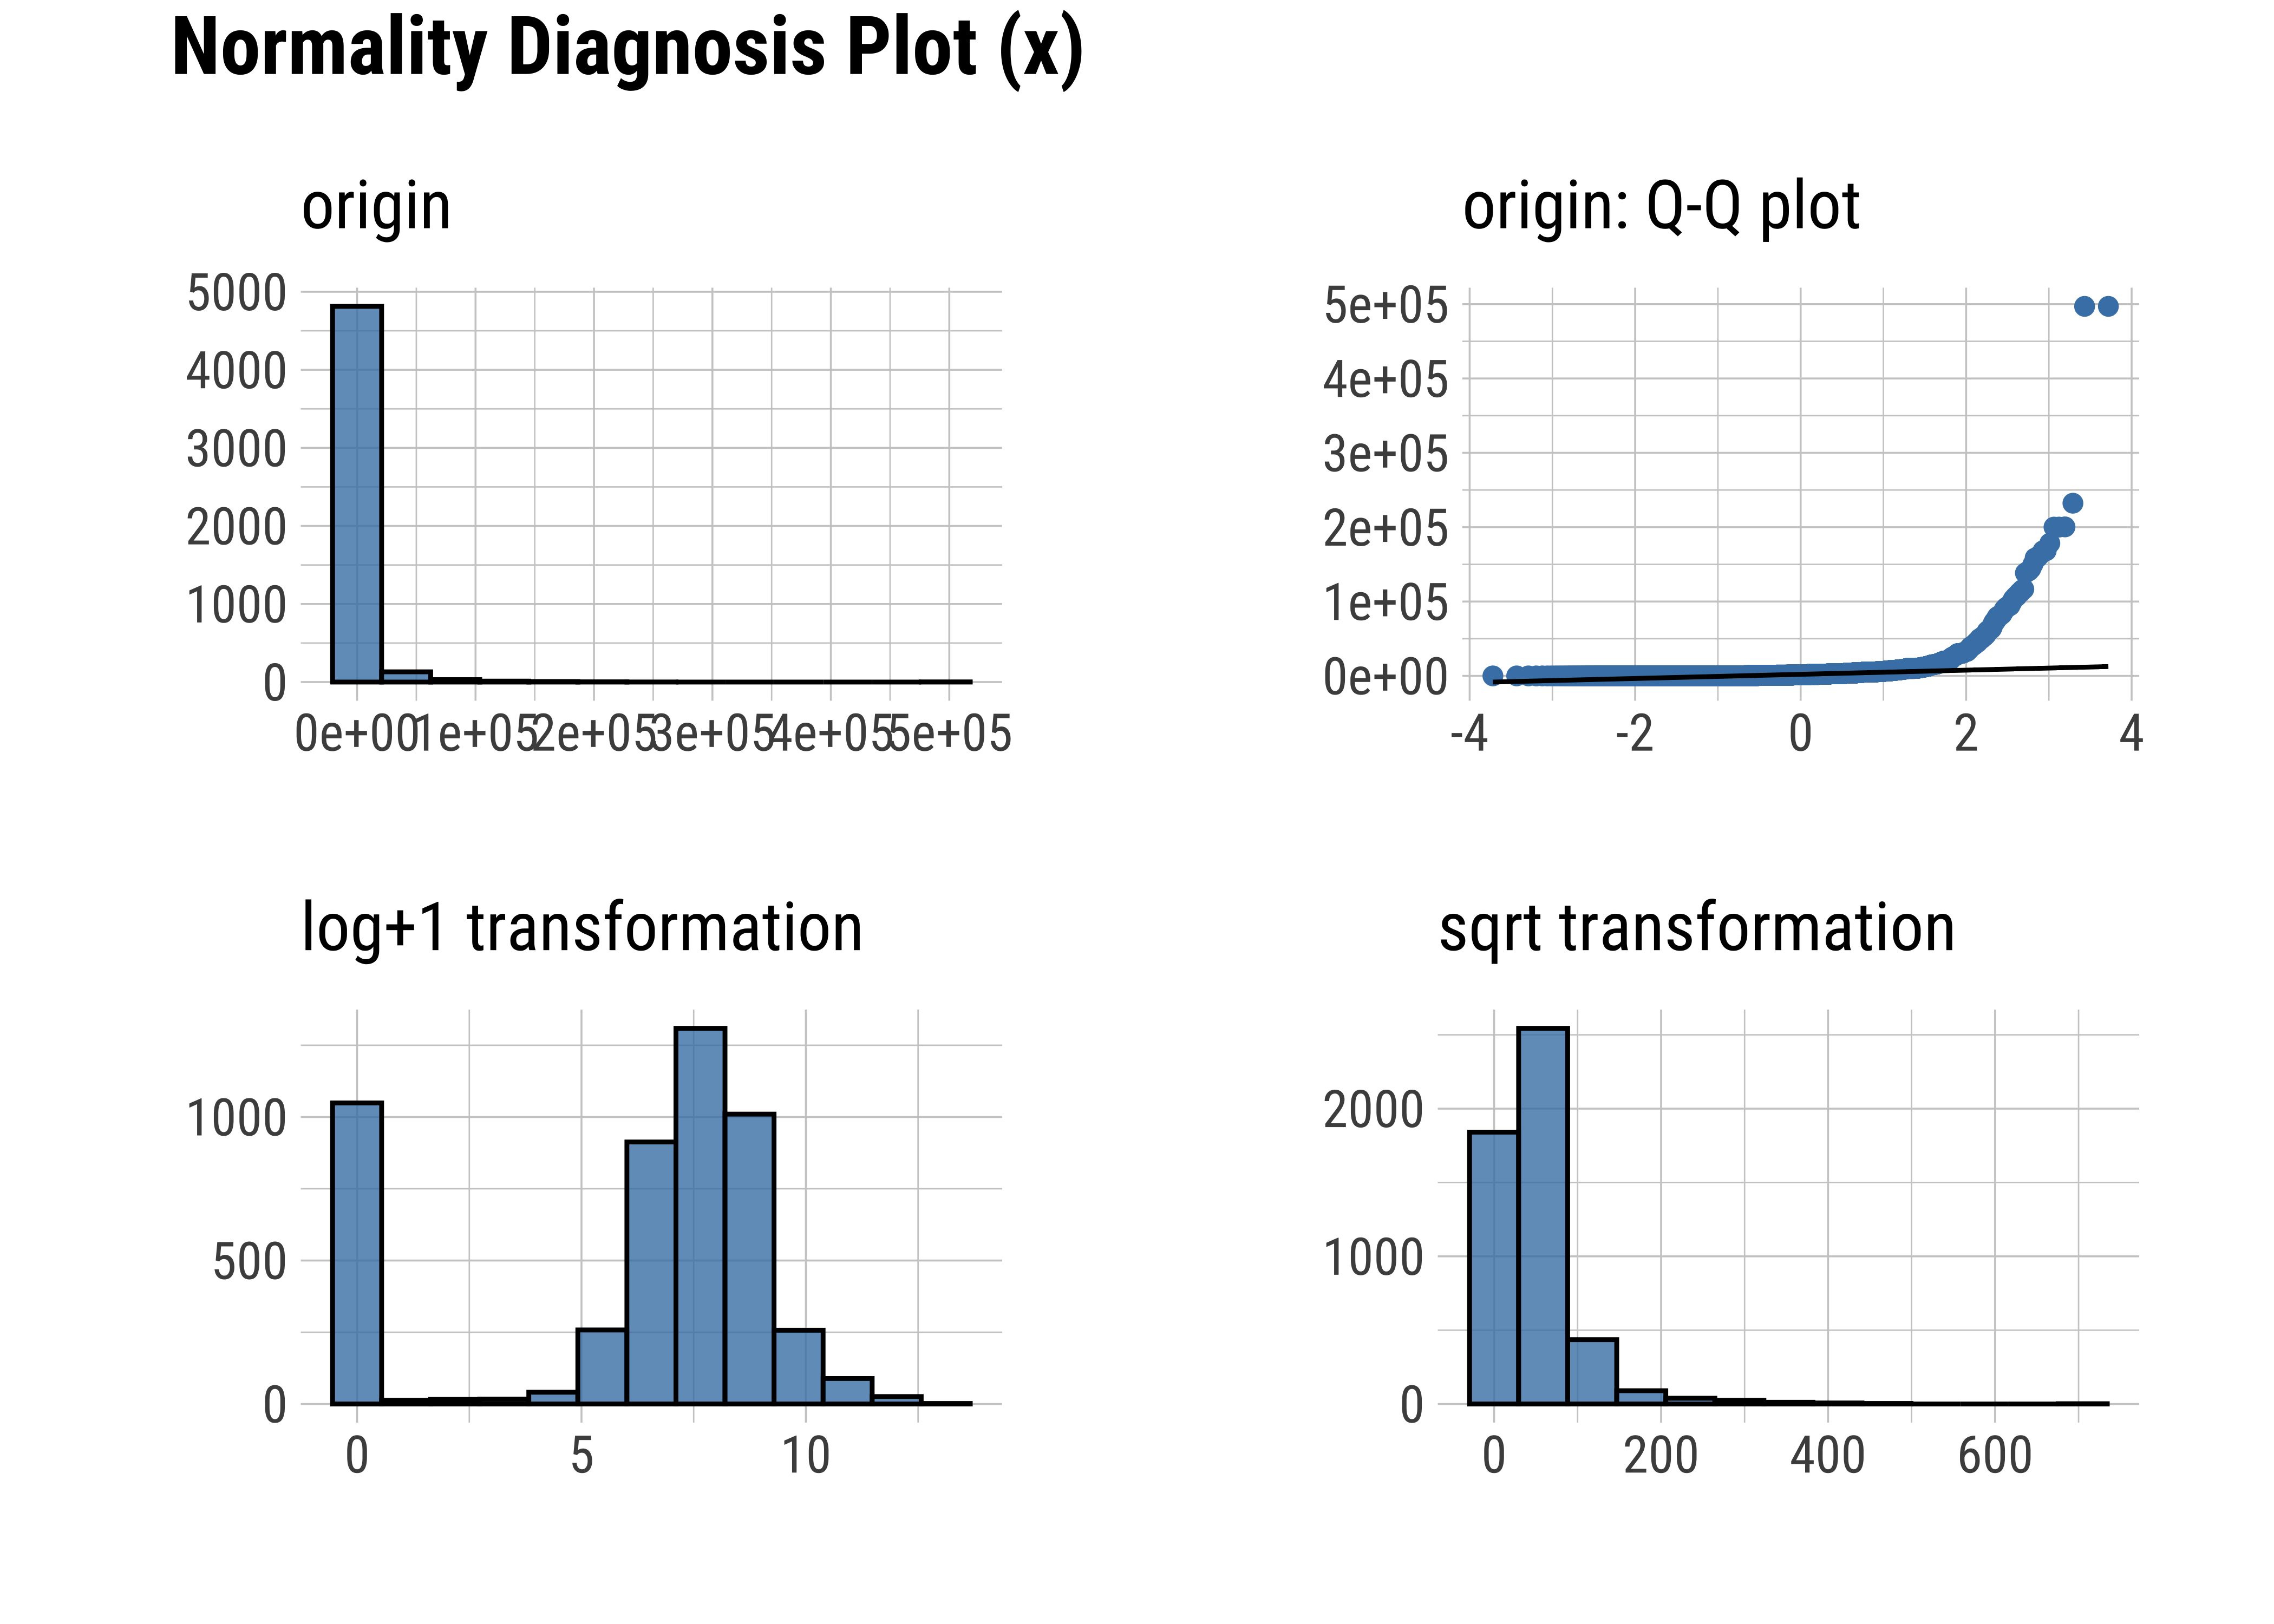 Normality Diagnosis Plot (x)
origin
5000
4000
3000
2000
1000
0
0e+00 1e+05 2e+05 3e+05 4e+05 5e+05
origin: Q-Q plot
5e+05
4e+05
3e+05
2e+05
1e+05
0e+00
-4 -2 0 2 4
log+1 transformation
1000
500
0
0 5 10
sqrt transformation
2000
1000
0
0 200 400 600